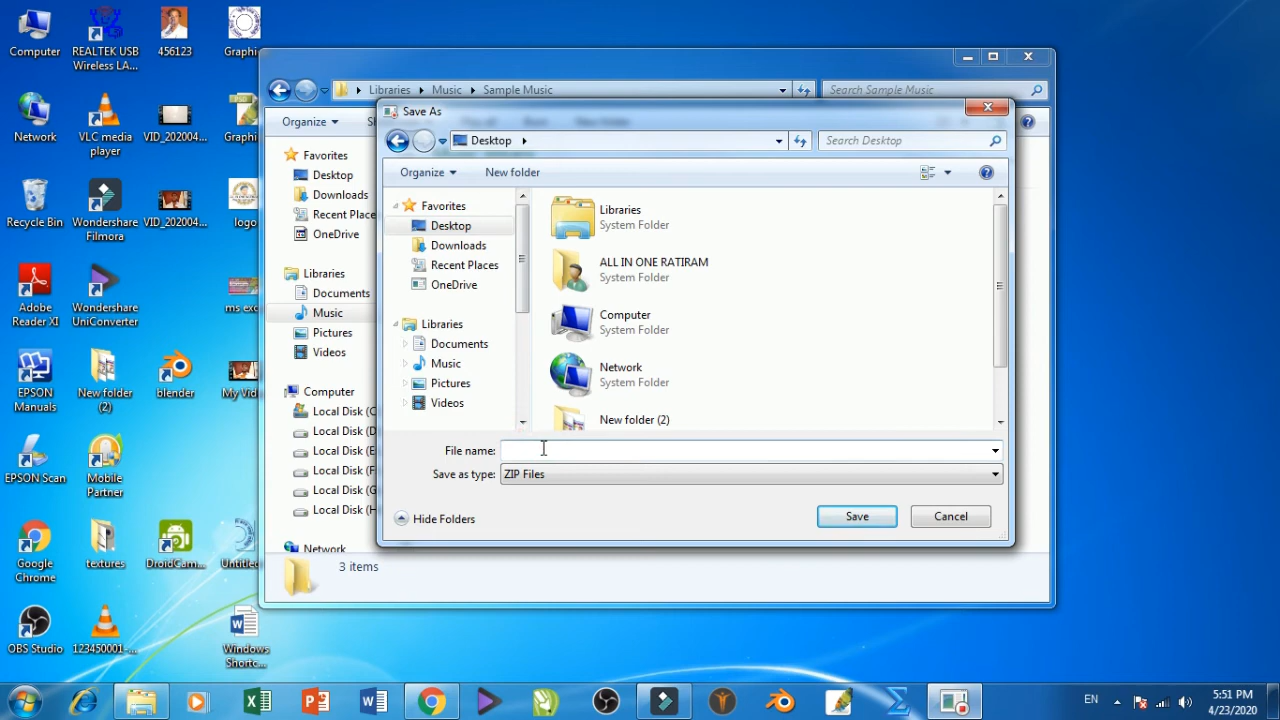 Computer
REALTEK USB
Wireless LA...
456123
Graphi
Network
VLC media
player
VID_202004...
Graphi
Recycle Bin
Wondershare
Filmora
VID_202004...
logo
Adobe
Reader XI
Wondershare
UniConverter
ms exc
EPSON
Manuals
New folder
(2)
blender
My Vid
EPSON Scan
Mobile
Partner
Google
Chrome
textures
DroidCam...
Untitled
OBS Studio
123450001-...
Windows
Shortc...
Libraries
Music
Sample Music
Search Sample Music
Organize
Favorites
Desktop
Downloads
Recent Place
OneDrive
Libraries
Documents
Music
Pictures
Videos
Computer
Local Disk (C
Local Disk (D
Local Disk (E
Local Disk (F
Local Disk (G
Local Disk (H
Network
3 items
Save As
Desktop
Search Desktop
Organize
New folder
Favorites
Desktop
Downloads
Recent Places
OneDrive
Libraries
Documents
Music
Pictures
Videos
Libraries
System Folder
ALL IN ONE RATIRAM
System Folder
Computer
System Folder
Network
System Folder
New folder (2)
File name:
Save as type: ZIP Files
Hide Folders
Save
Cancel
EN
5:51 PM
4/23/2020